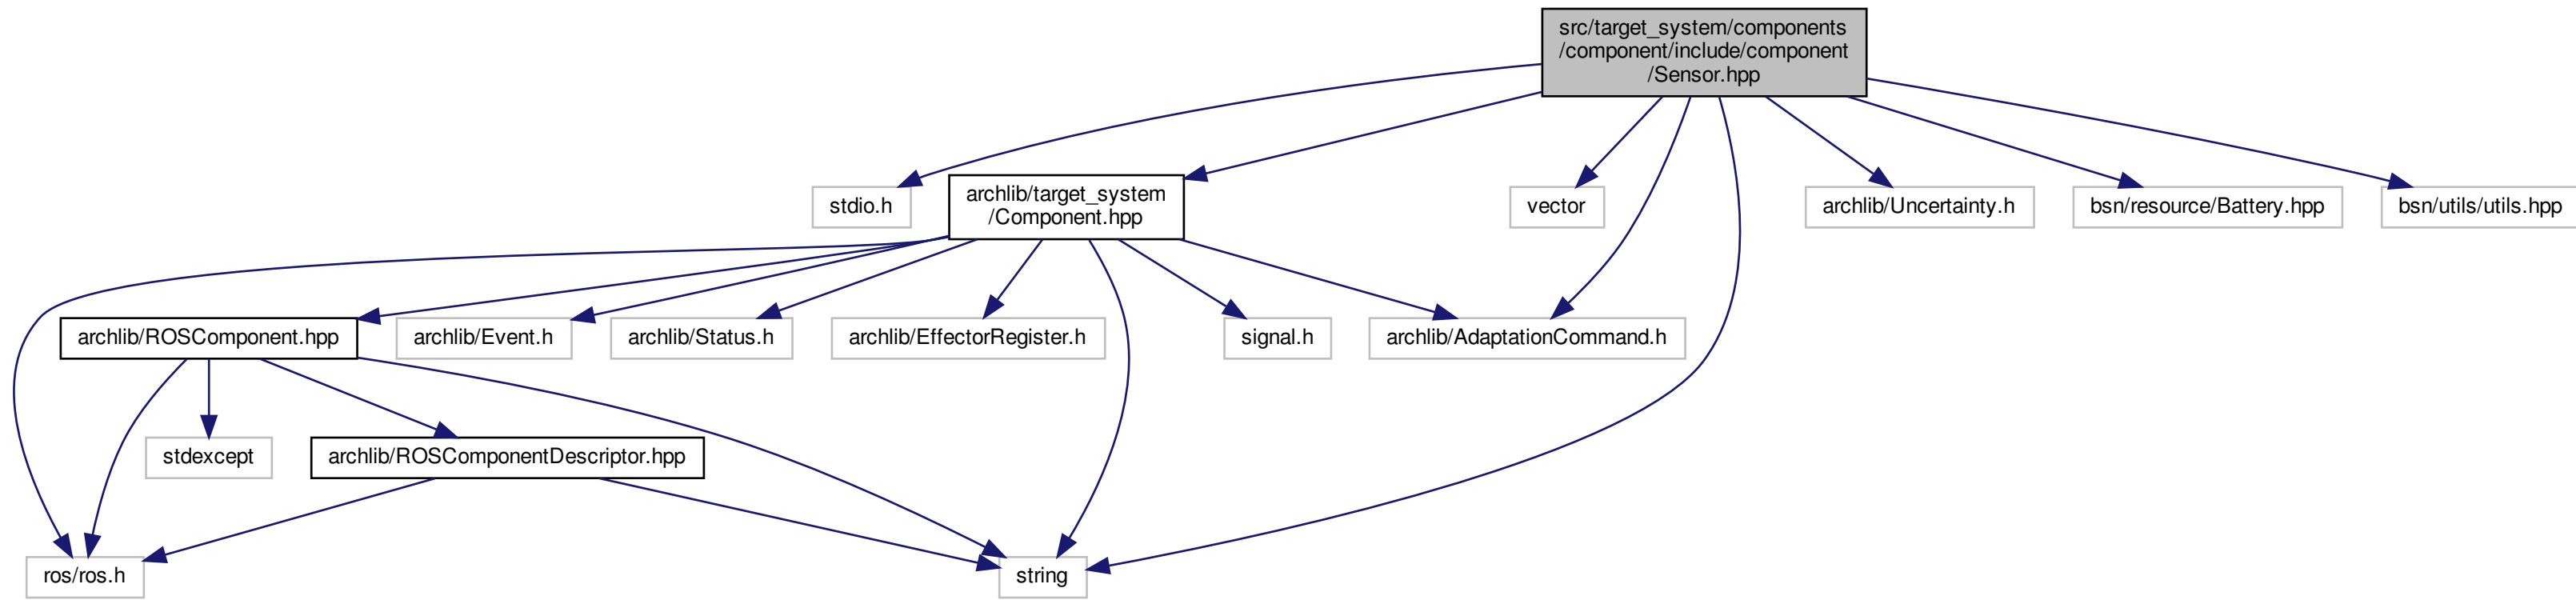 src/target_system/components
/component/include/component
/Sensor.hpp
stdio.h
archlib/target_system
/Component.hpp
vector
archlib/Uncertainty.h
bsn/resource/Battery.hpp
bsn/utils/utils.hpp
archlib/ROSComponent.hpp
archlib/Event.h
archlib/Status.h
archlib/EffectorRegister.h
signal.h
archlib/AdaptationCommand.h
stdexcept
archlib/ROSComponentDescriptor.hpp
ros/ros.h
string